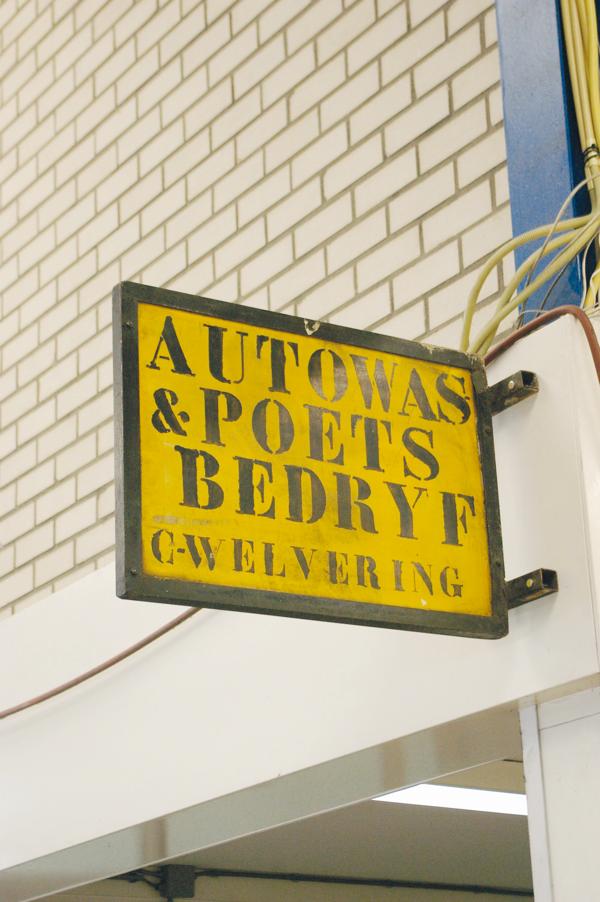 AUTOWAS
&POETS
BEDRYF
C-WELVERING